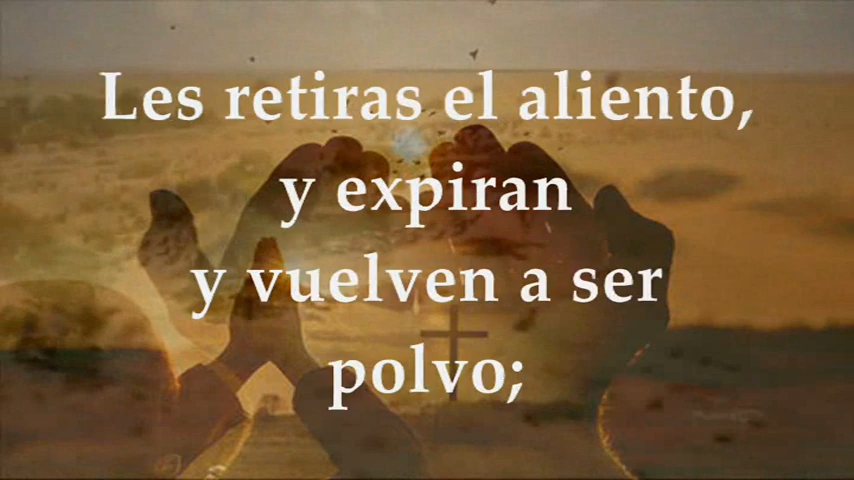 Les retiras el aliento,
y expiran
y vuelven a ser
polvo;